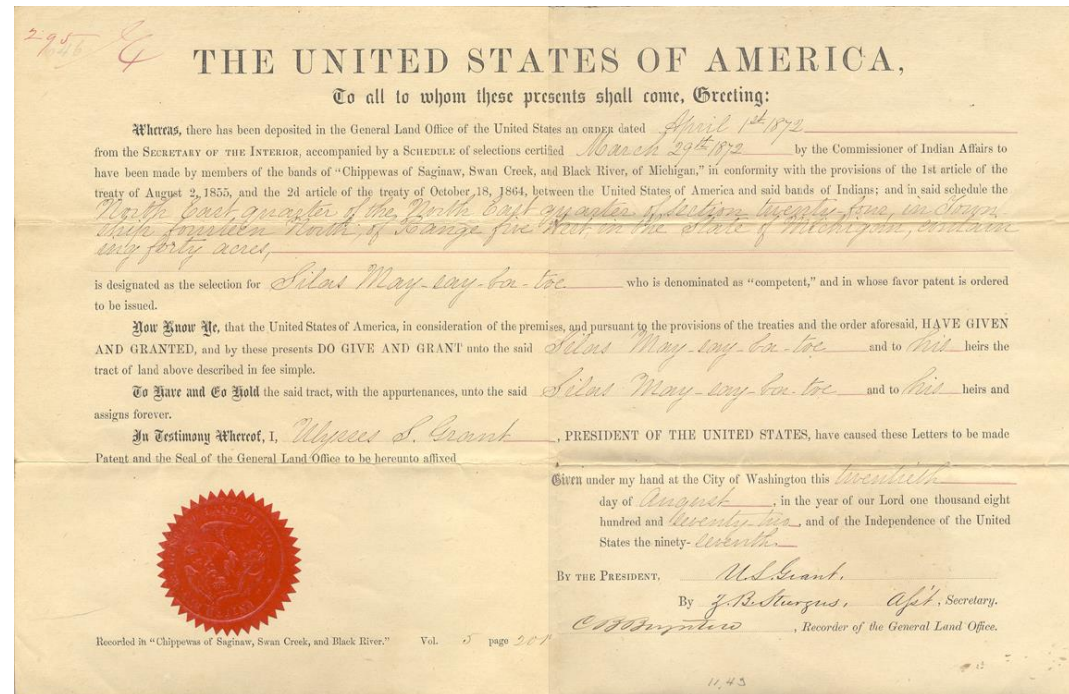 THE UNITED STATES OF AMERICA,
To all to whom these presents shall come, Greeting:
Whereas, there has been deposited in the General Land Office of the United States an ORDER dated April 1st 1872
from the SECRETARY OF THE INTERIOR, accompanied by a SCHEDULE of selections certified March 29th 1872 by the Commissioner of Indian Affairs to
have been made by members of the bands of "Chippewas of Saginaw, Swan Creek, and Black River, of Michigan," in conformity with the provisions of the 1st article of the
treaty of August 2, 1855, and the 2d article of the treaty of October 18, 1864, between the United States of America and said bands of Indians; and in said schedule the
North East quarter of the North East quarter of section twenty four, in Town
ship fourteen North, of Range five West, in the State of Michigan, contain
ing forty acres,
is designated as the selection for Silas May-say-ba-toe who is denominated as "competent," and in whose favor patent is ordered
to be issued.
Now Know Ye, that the United States of America, in consideration of the premises, and pursuant to the provisions of the treaties and the order aforesaid, HAVE GIVEN
AND GRANTED, and by these presents DO GIVE AND GRANT unto the said Silas May-say-ba-toe and to his heirs the
tract of land above described in fee simple.
To Have and To Hold the said tract, with the appurtenances, unto the said Silas May-say-ba-toe and to his heirs and
assigns forever.
In Testimony Whereof, I, Ulysses S. Grant, PRESIDENT OF THE UNITED STATES, have caused these Letters to be made
Patent and the Seal of the General Land Office to be hereunto affixed
Given under my hand at the City of Washington this twentieth
day of August, in the year of our Lord one thousand eight
hundred and seventy two, and of the Independence of the United
States the ninety-seventh
BY THE PRESIDENT, U.S. Grant.
By Asst, Secretary.
, Recorder of the General Land Office.
Recorded in "Chippewas of Saginaw, Swan Creek, and Black River." Vol. 5 page 201
11,43